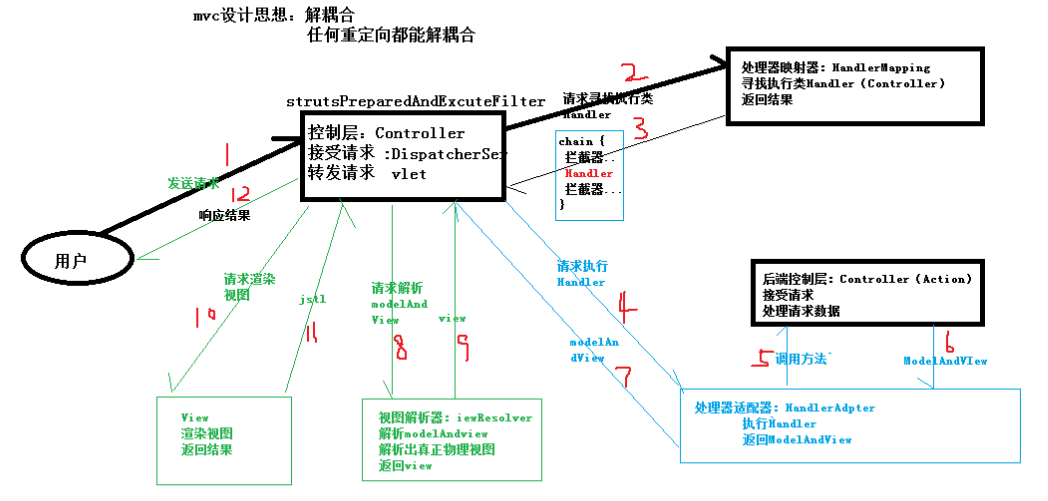 mvc设计思想：解耦合
任何重定向都能解耦合
strutsPreparedAndExcuteFilter
控制层：Controller
接受请求 :DispatcherSer
转发请求 vlet
1
发送请求
12
响应结果
用户
2
请求寻找执行类
Handler
3
chain {
拦截器..
Handler
拦截器...
}
处理器映射器：HandlerMapping
寻找执行类Handler（Controller）
返回结果
请求渲染
视图
10
jstl
11
请求解析
modelAnd
View
8
view
9
请求执行
Handler
4
modelAn
dView
7
后端控制层：Controller（Action）
接受请求
处理请求数据
5
调用方法
6
ModelAndVIew
View
渲染视图
返回结果
视图解析器：iewResolver
解析modelAndview
解析出真正物理视图
返回view
处理器适配器：HandlerAdpter
执行Handler
返回ModelAndView